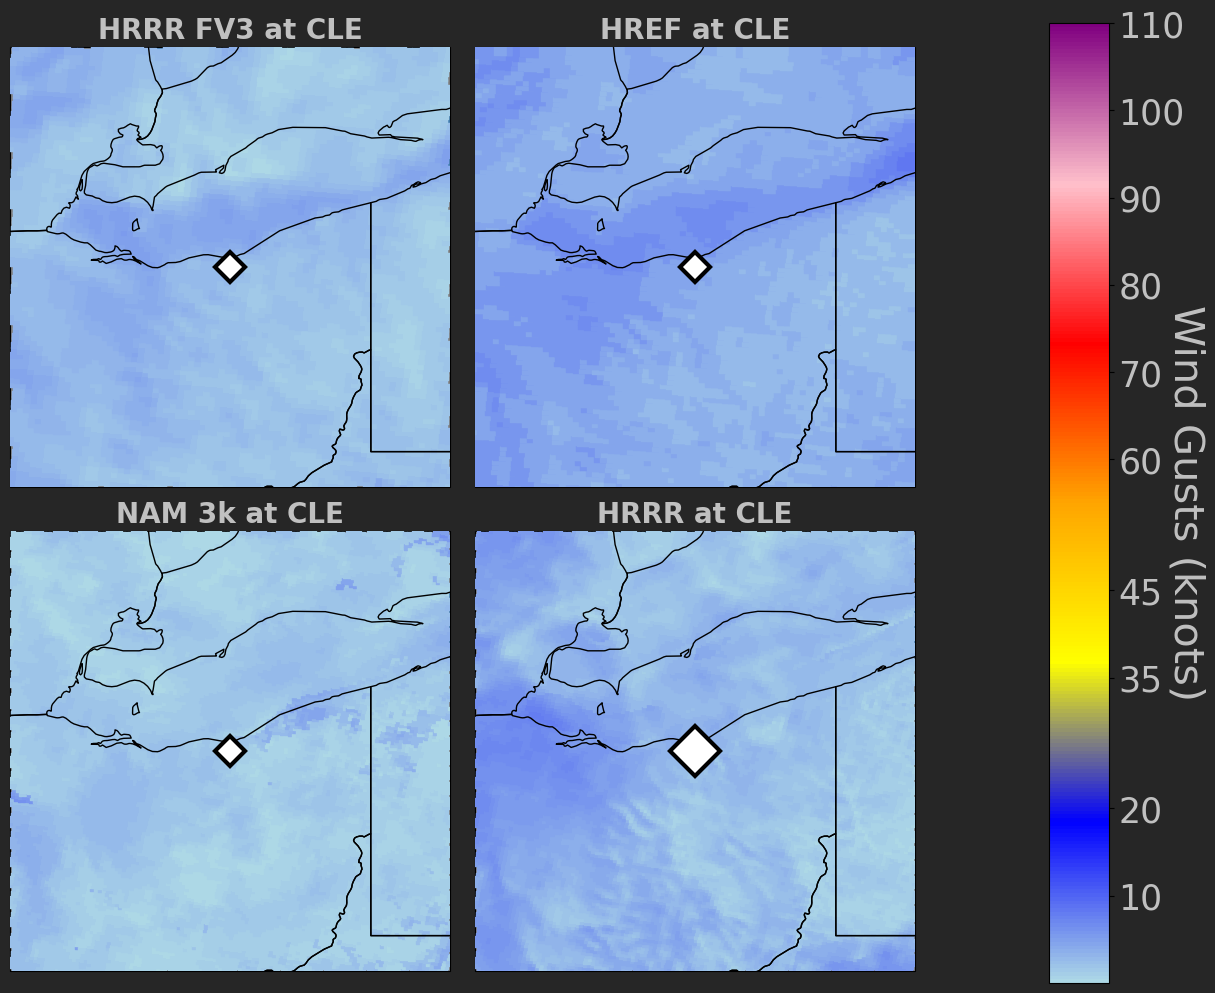 HRRR FV3 at CLE
HREF at CLE
NAM 3k at CLE
HRRR at CLE
110
100
90
80
70
60
45
35
20
10
Wind Gusts (knots)